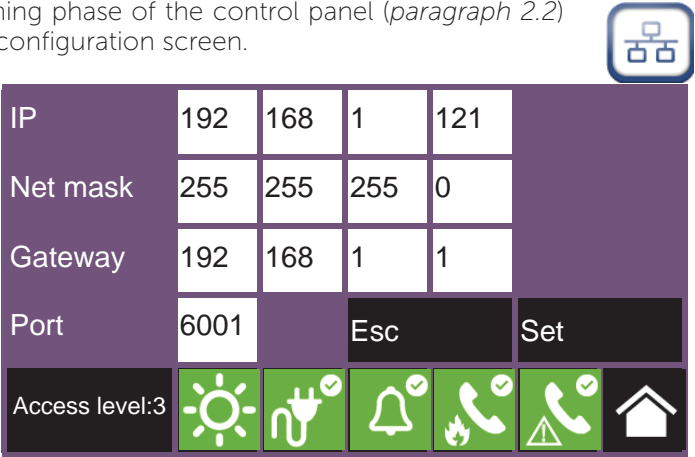 ning phase of the control panel (paragraph 2.2)
configuration screen.
IP 192 168 1 121
Net mask 255 255 255 0
Gateway 192 168 1 1
Port 6001 Esc Set
Access level:3